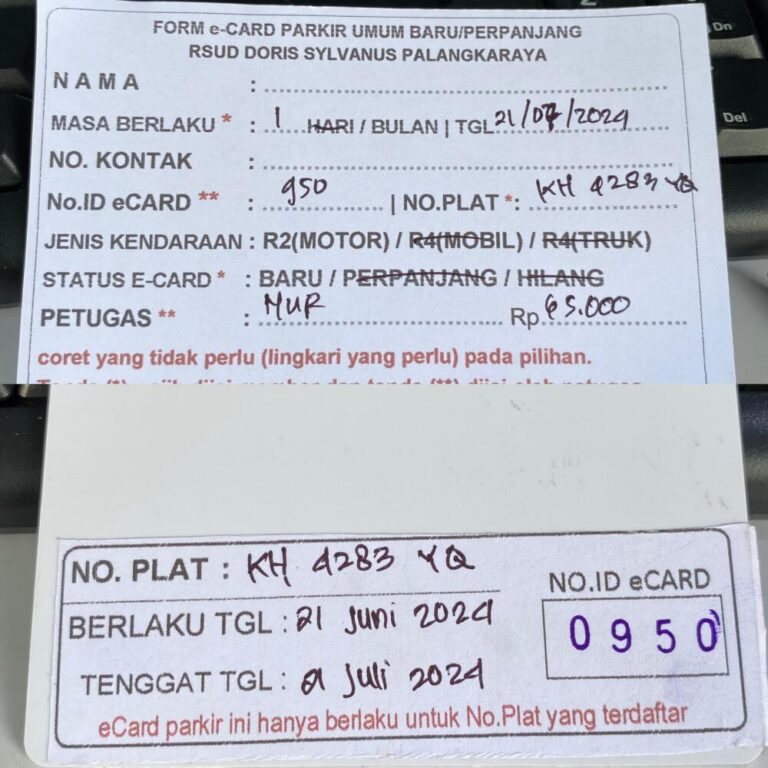 FORM e-CARD PARKIR UMUM BARU/PERPANJANG
RSUD DORIS SYLVANUS PALANGKARAYA
N A M A :
MASA BERLAKU * : 1 HARI / BULAN | TGL 21/07/2024
NO. KONTAK :
No.ID eCARD ** : 950 | NO.PLAT *: KH 4283 YQ
JENIS KENDARAAN : R2(MOTOR) / R4(MOBIL) / R4(TRUK)
STATUS E-CARD * : BARU / PERPANJANG / HILANG
PETUGAS ** : MUR Rp 65.000
coret yang tidak perlu (lingkari yang perlu) pada pilihan.
NO. PLAT : KH 4283 YQ
NO.ID eCARD
BERLAKU TGL : 21 Juni 2024
0950
TENGGAT TGL : 21 Juli 2024
eCard parkir ini hanya berlaku untuk No.Plat yang terdaftar